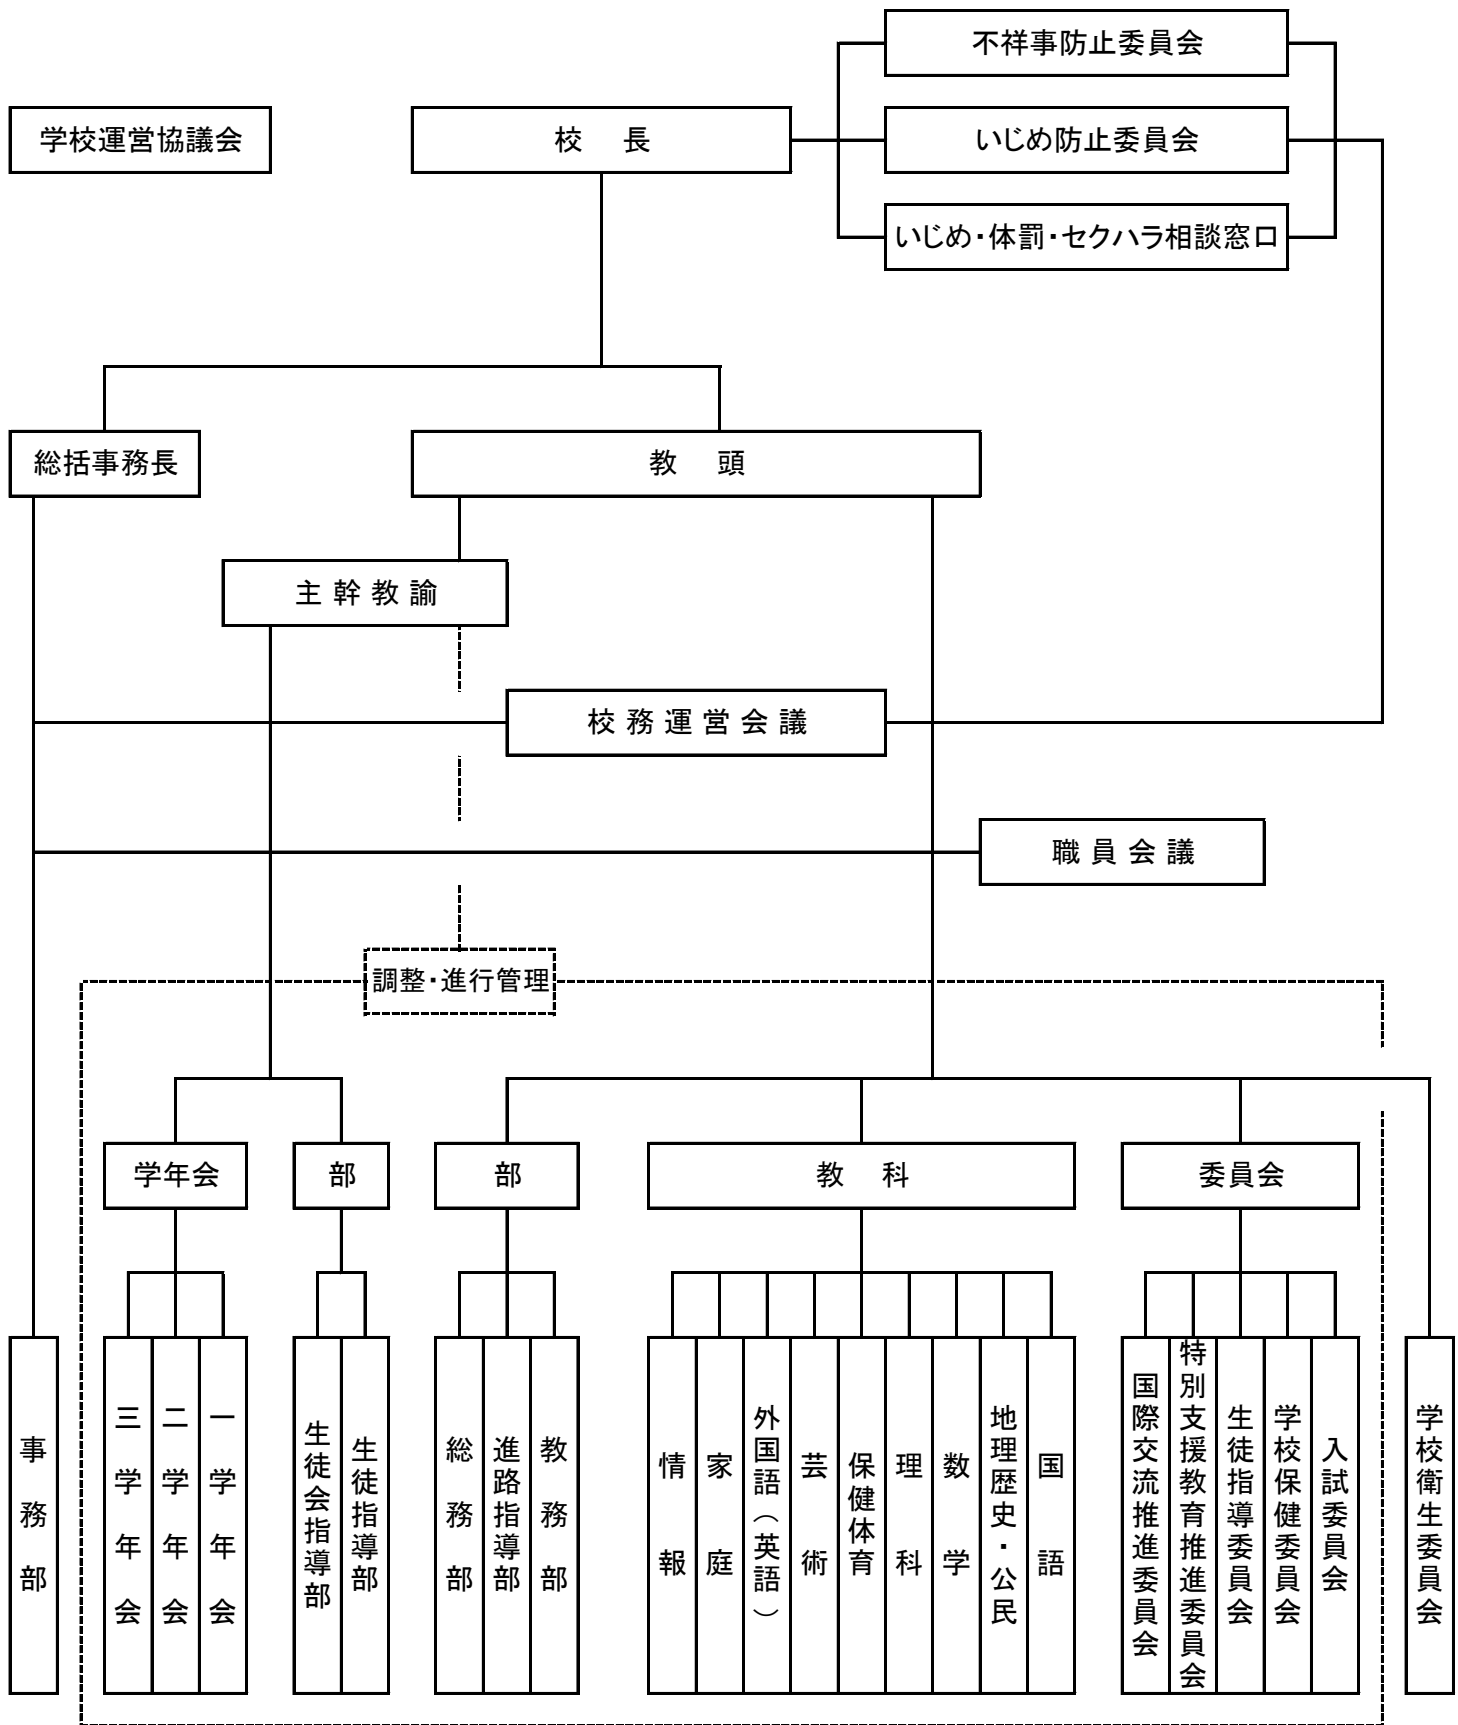 不祥事防止委員会
学校運営協議会
校 長
いじめ防止委員会
いじめ・体罰・セクハラ相談窓口
総括事務長
教 頭
主幹教諭
校務運営会議
職員会議
調整・進行管理
学年会
部
部
教 科
委員会
事務部
三学年会
二学年会
一学年会
生徒会指導部
生徒指導部
総務部
進路指導部
教務部
情報
家庭
外国語（英語）
芸術
保健体育
理科
数学
地理歴史・公民
国語
国際交流推進委員会
特別支援教育推進委員会
生徒指導委員会
学校保健委員会
入試委員会
学校衛生委員会